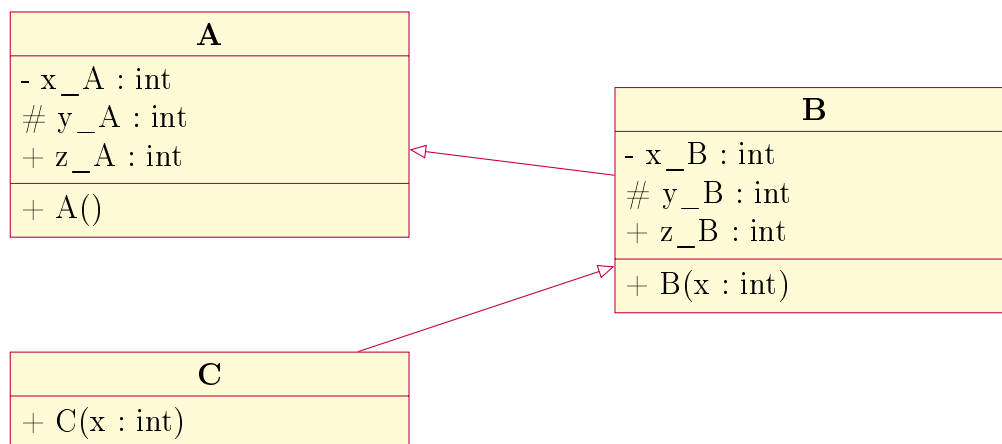 A
- x_A : int
# y_A : int
+ z_A : int
+ A()
B
- x_B : int
# y_B : int
+ z_B : int
+ B(x : int)
C
+ C(x : int)